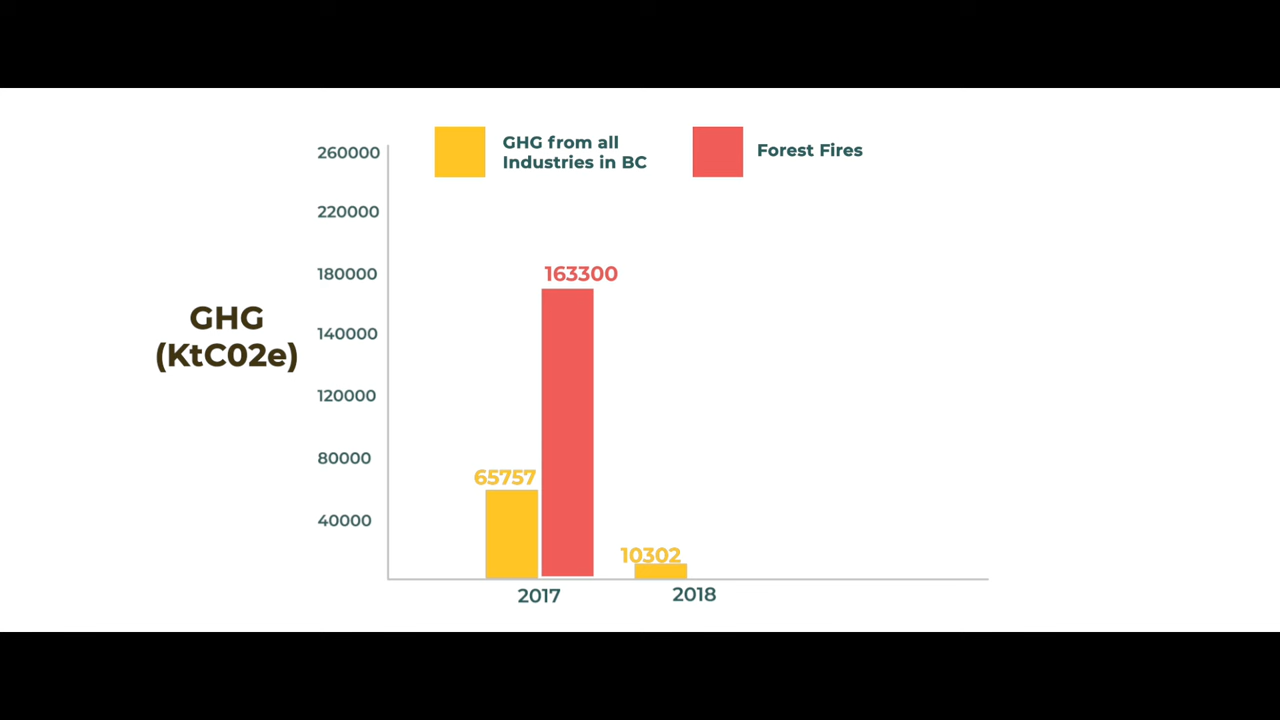 GHG from all
Industries in BC
Forest Fires
260000
220000
180000
140000
120000
80000
40000
GHG
(KtC02e)
163300
65757
10302
2017
2018